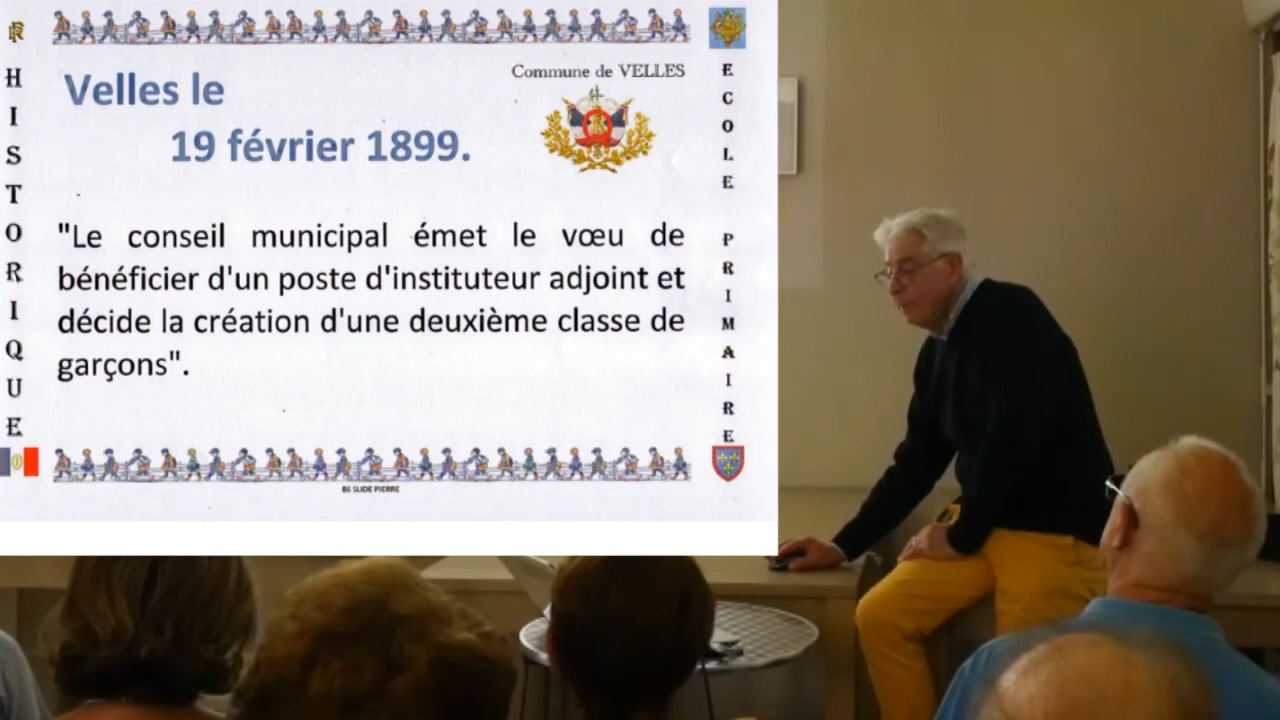 HISTORIQUE
Commune de VELLES
Velles le
19 février 1899.
"Le conseil municipal émet le vœu de
bénéficier d'un poste d'instituteur adjoint et
décide la création d'une deuxième classe de
garçons".
86 SLIDE PIERRE
ECOLE PRIMAIRE